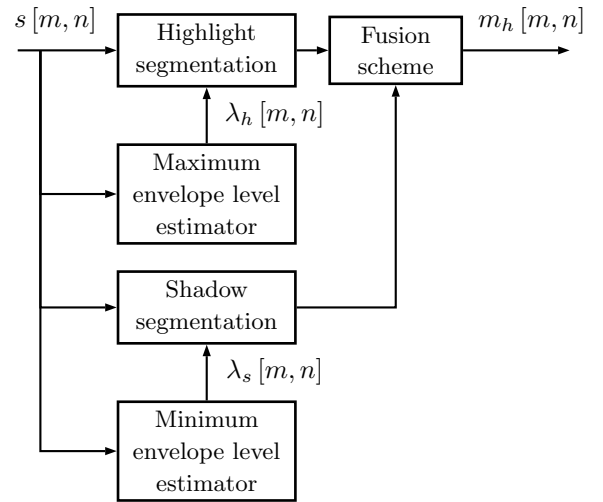 s [m, n]
Highlight
segmentation
Fusion
scheme
m_h [m, n]
λ_h [m, n]
Maximum
envelope level
estimator
Shadow
segmentation
λ_s [m, n]
Minimum
envelope level
estimator